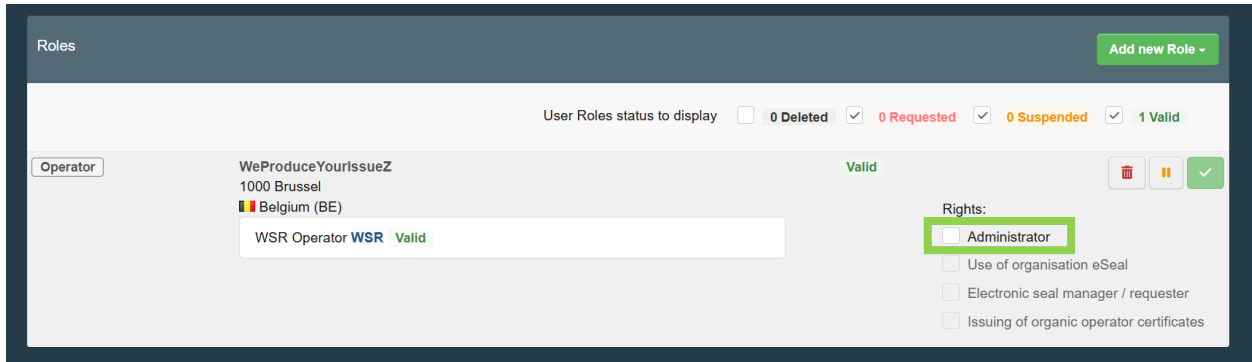 Roles
Add new Role
User Roles status to display 0 Deleted 0 Requested 0 Suspended 1 Valid
Operator WeProduceYourIssueZ Valid
1000 Brussel
Belgium (BE)
WSR Operator WSR Valid
Rights:
Administrator
Use of organisation eSeal
Electronic seal manager / requester
Issuing of organic operator certificates